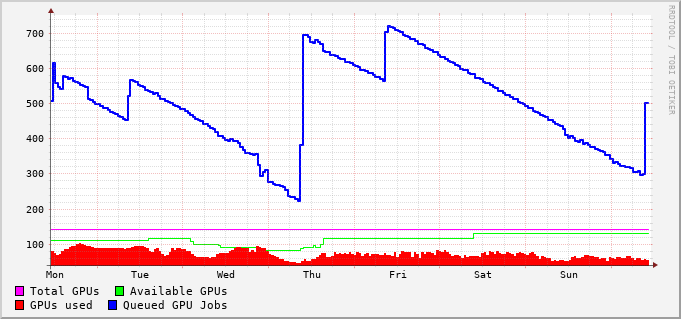 700
600
500
400
300
200
100
Mon Tue Wed Thu Fri Sat Sun
Total GPUs Available GPUs
GPUs used Queued GPU Jobs
RRDTOOL / TOBI OETIKER